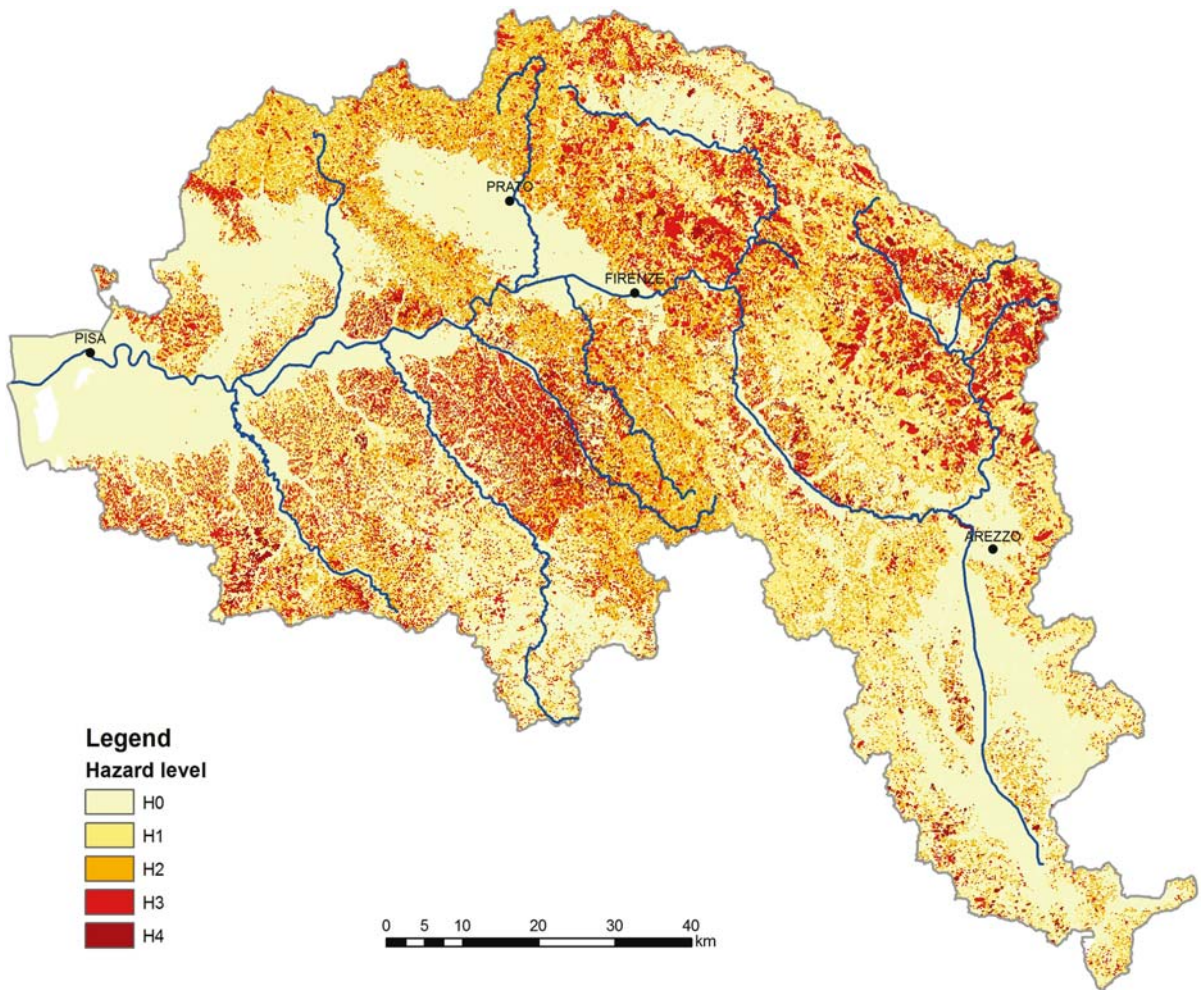 PRATO
FIRENZE
PISA
AREZZO
Legend
Hazard level
H0
H1
H2
H3
H4
0 5 10 20 30 40
km